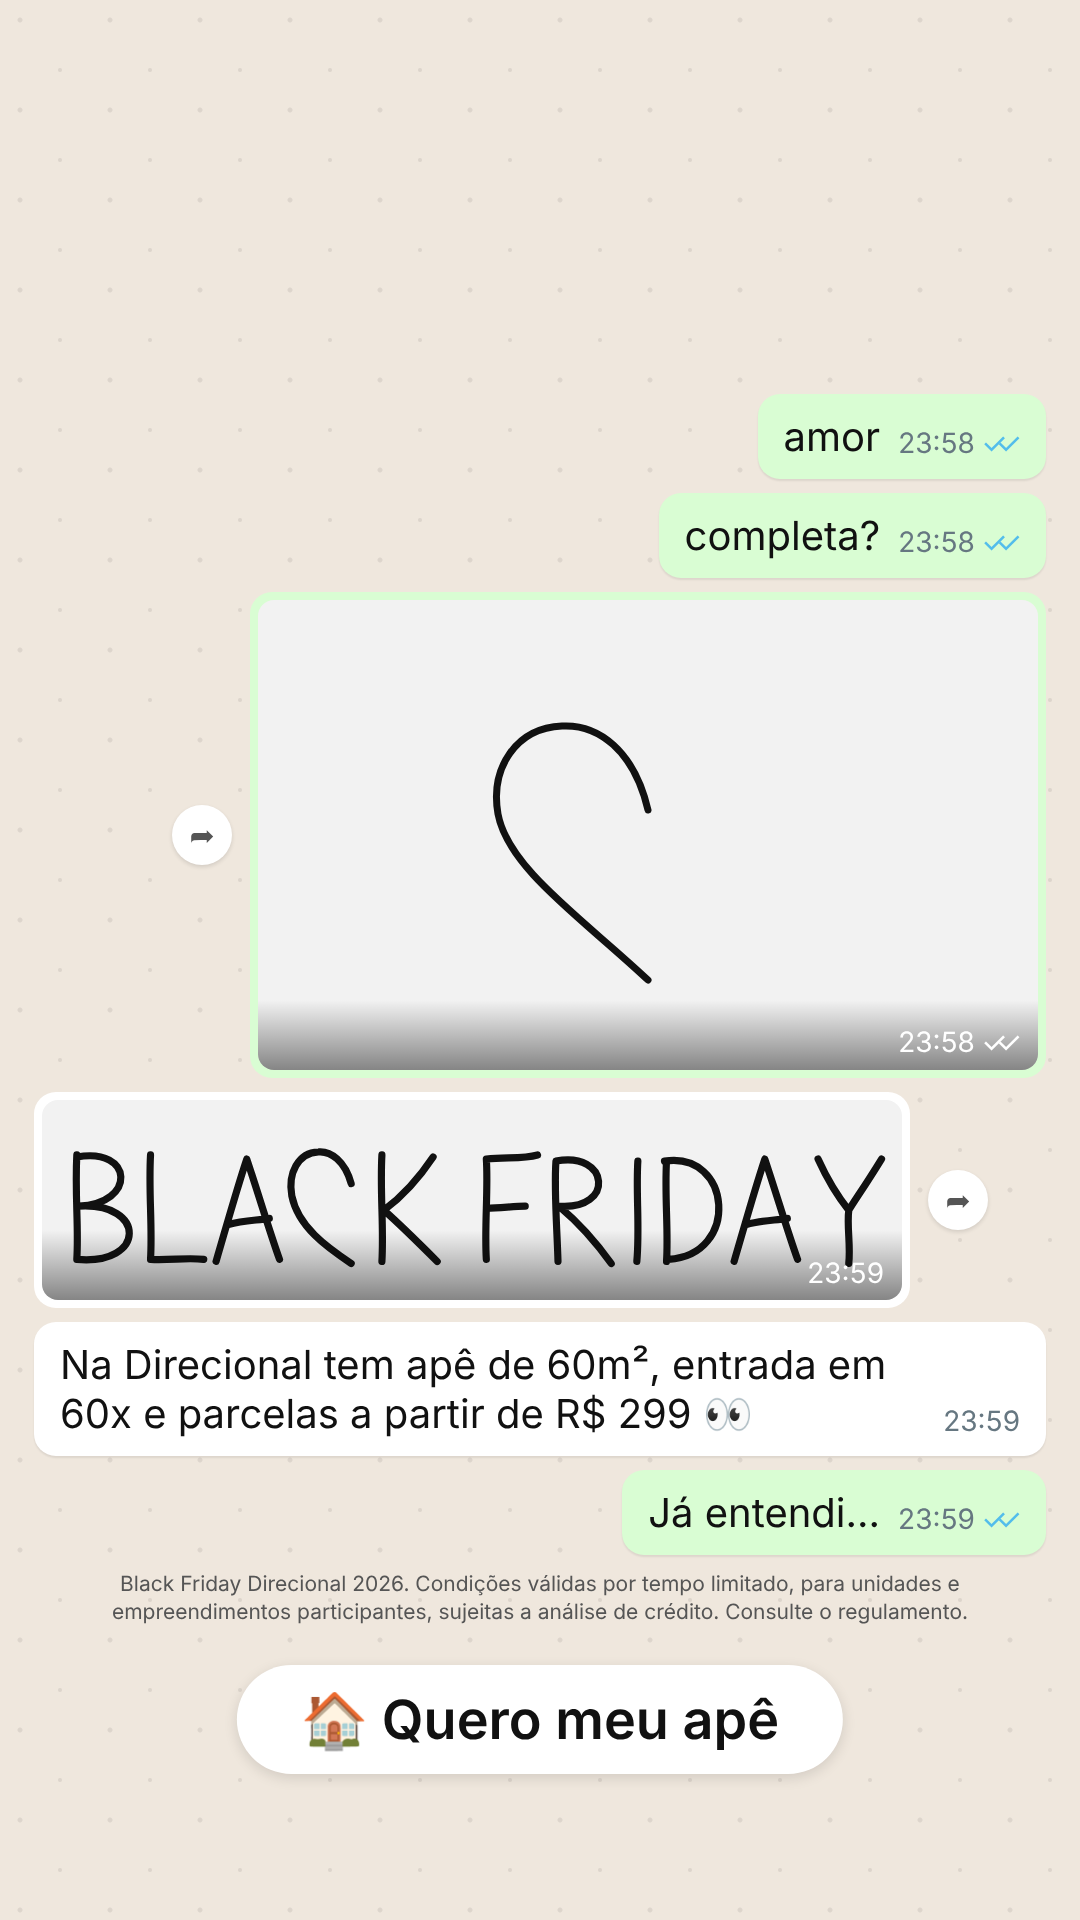 amor 23:58
completa? 23:58
23:58
BLACK FRIDAY
23:59
Na Direcional tem apê de 60m², entrada em
60x e parcelas a partir de R$ 299 👀 23:59
Já entendi... 23:59
Black Friday Direcional 2026. Condições válidas por tempo limitado, para unidades e
empreendimentos participantes, sujeitas a análise de crédito. Consulte o regulamento.
🏠 Quero meu apê